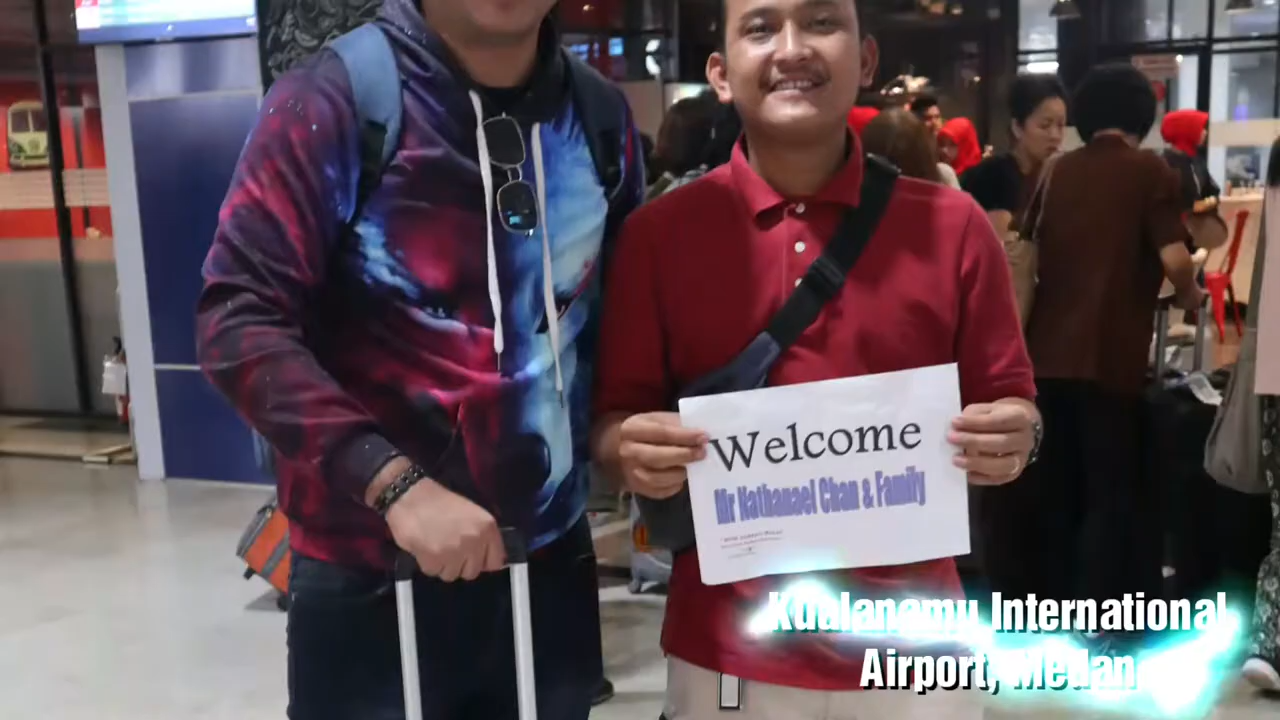 Welcome
Mr Nathanael Chan & Family
Kualanamu International
Airport, Medan